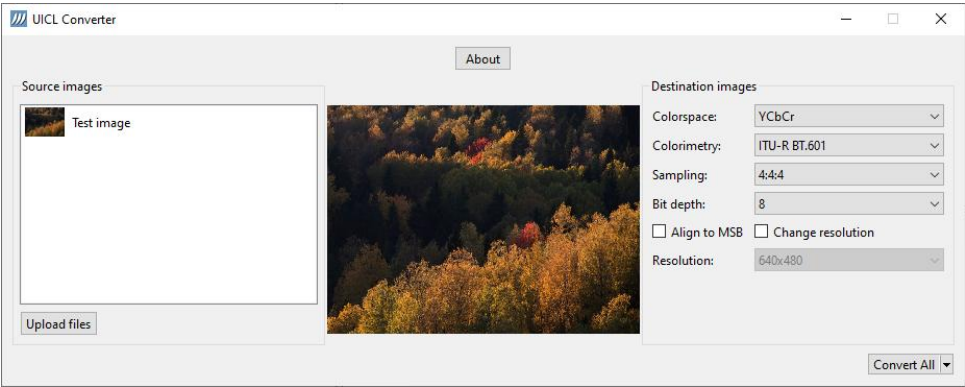 UICL Converter
About
Source images
Test image
Upload files
Destination images
Colorspace: YCbCr
Colorimetry: ITU-R BT.601
Sampling: 4:4:4
Bit depth: 8
Align to MSB Change resolution
Resolution: 640x480
Convert All